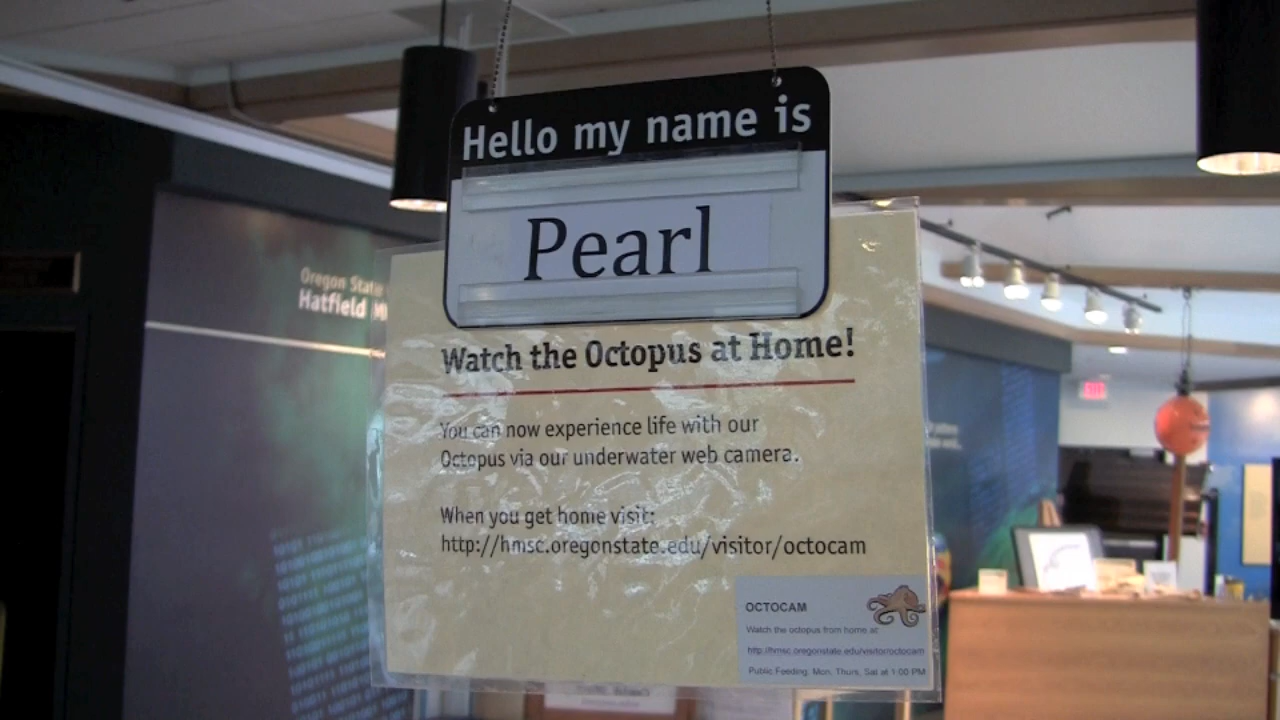 Hello my name is
Pearl
Oregon State
Hatfield
Watch the Octopus at Home!
You can now experience life with our
Octopus via our underwater web camera.
When you get home visit:
http://hmsc.oregonstate.edu/visitor/octocam
OCTOCAM
Watch the octopus from home at:
http://hmsc.oregonstate.edu/visitor/octocam
Public Feeding: Mon, Thurs, Sat at 1:00 PM
EXIT